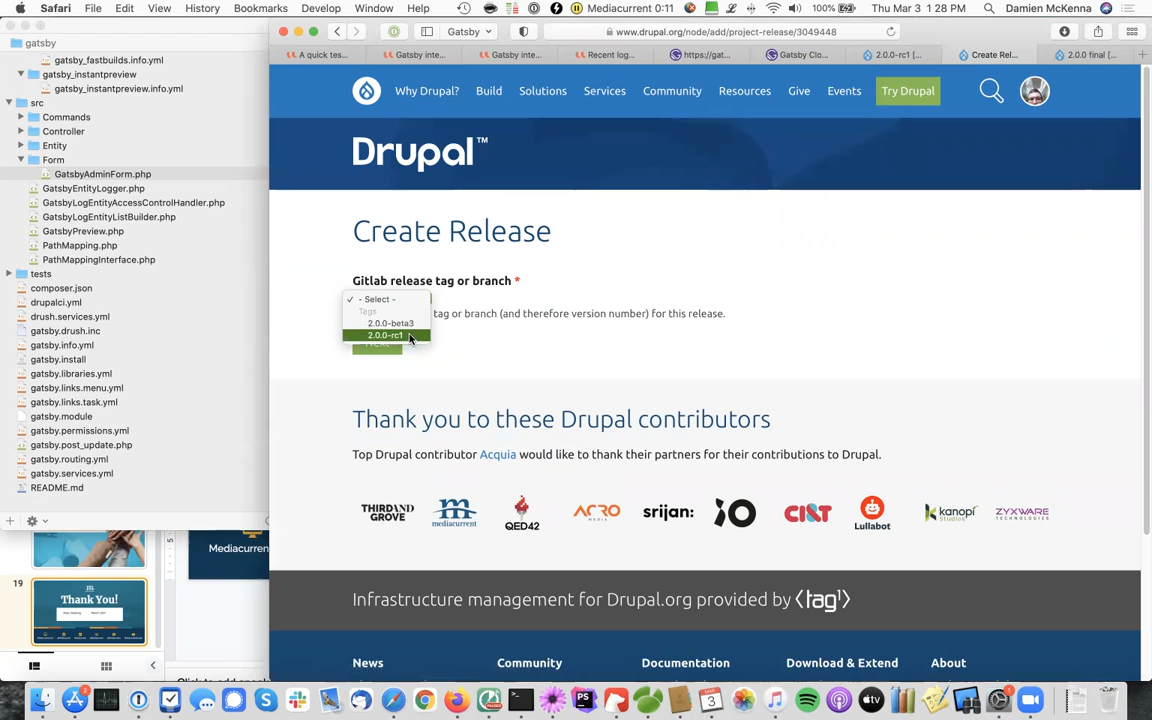 Safari File Edit View History Bookmarks Develop Window Help Mediacurrent 0:11 100% Thu Mar 3 1:28 PM Damien McKenna
gatsby
gatsby_fastbuilds.info.yml
gatsby_instantpreview
gatsby_instantpreview.info.yml
src
Commands
Controller
Entity
Form
GatsbyAdminForm.php
GatsbyEntityLogger.php
GatsbyLogEntityAccessControlHandler.php
GatsbyLogEntityListBuilder.php
GatsbyPreview.php
PathMapping.php
PathMappingInterface.php
tests
composer.json
drupalci.yml
drush.services.yml
gatsby.drush.inc
gatsby.info.yml
gatsby.install
gatsby.libraries.yml
gatsby.links.menu.yml
gatsby.links.task.yml
gatsby.module
gatsby.permissions.yml
gatsby.post_update.php
gatsby.routing.yml
gatsby.services.yml
README.md
Gatsby www.drupal.org/node/add/project-release/3049448
A quick tes... Gatsby inte... Gatsby inte... Recent log... https://gat... Gatsby Clo... 2.0.0-rc1 [... Create Rel... 2.0.0 final [...
Why Drupal? Build Solutions Services Community Resources Give Events Try Drupal
Drupal™
Create Release
Gitlab release tag or branch *
- Select -
Tags
tag or branch (and therefore version number) for this release.
2.0.0-beta3
2.0.0-rc1
Thank you to these Drupal contributors
Top Drupal contributor Acquia would like to thank their partners for their contributions to Drupal.
THIRDAND GROVE mediacurrent QED42 ACRO MEDIA srijan: iO CI&T Lullabot kanopi STUDIOS ZYXWARE TECHNOLOGIES
Infrastructure management for Drupal.org provided by tag1
News Community Documentation Download & Extend About
Mediacurren
19
Thank You!